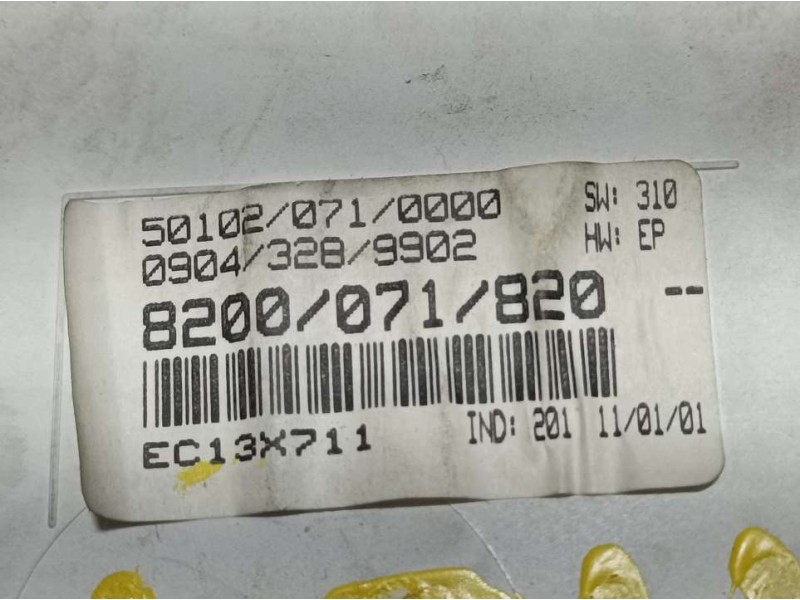 50102/071/0000 SW: 310
0904/328/9902 HW: EP
8200/071/820 --
EC13X711 IND: 201 11/01/01